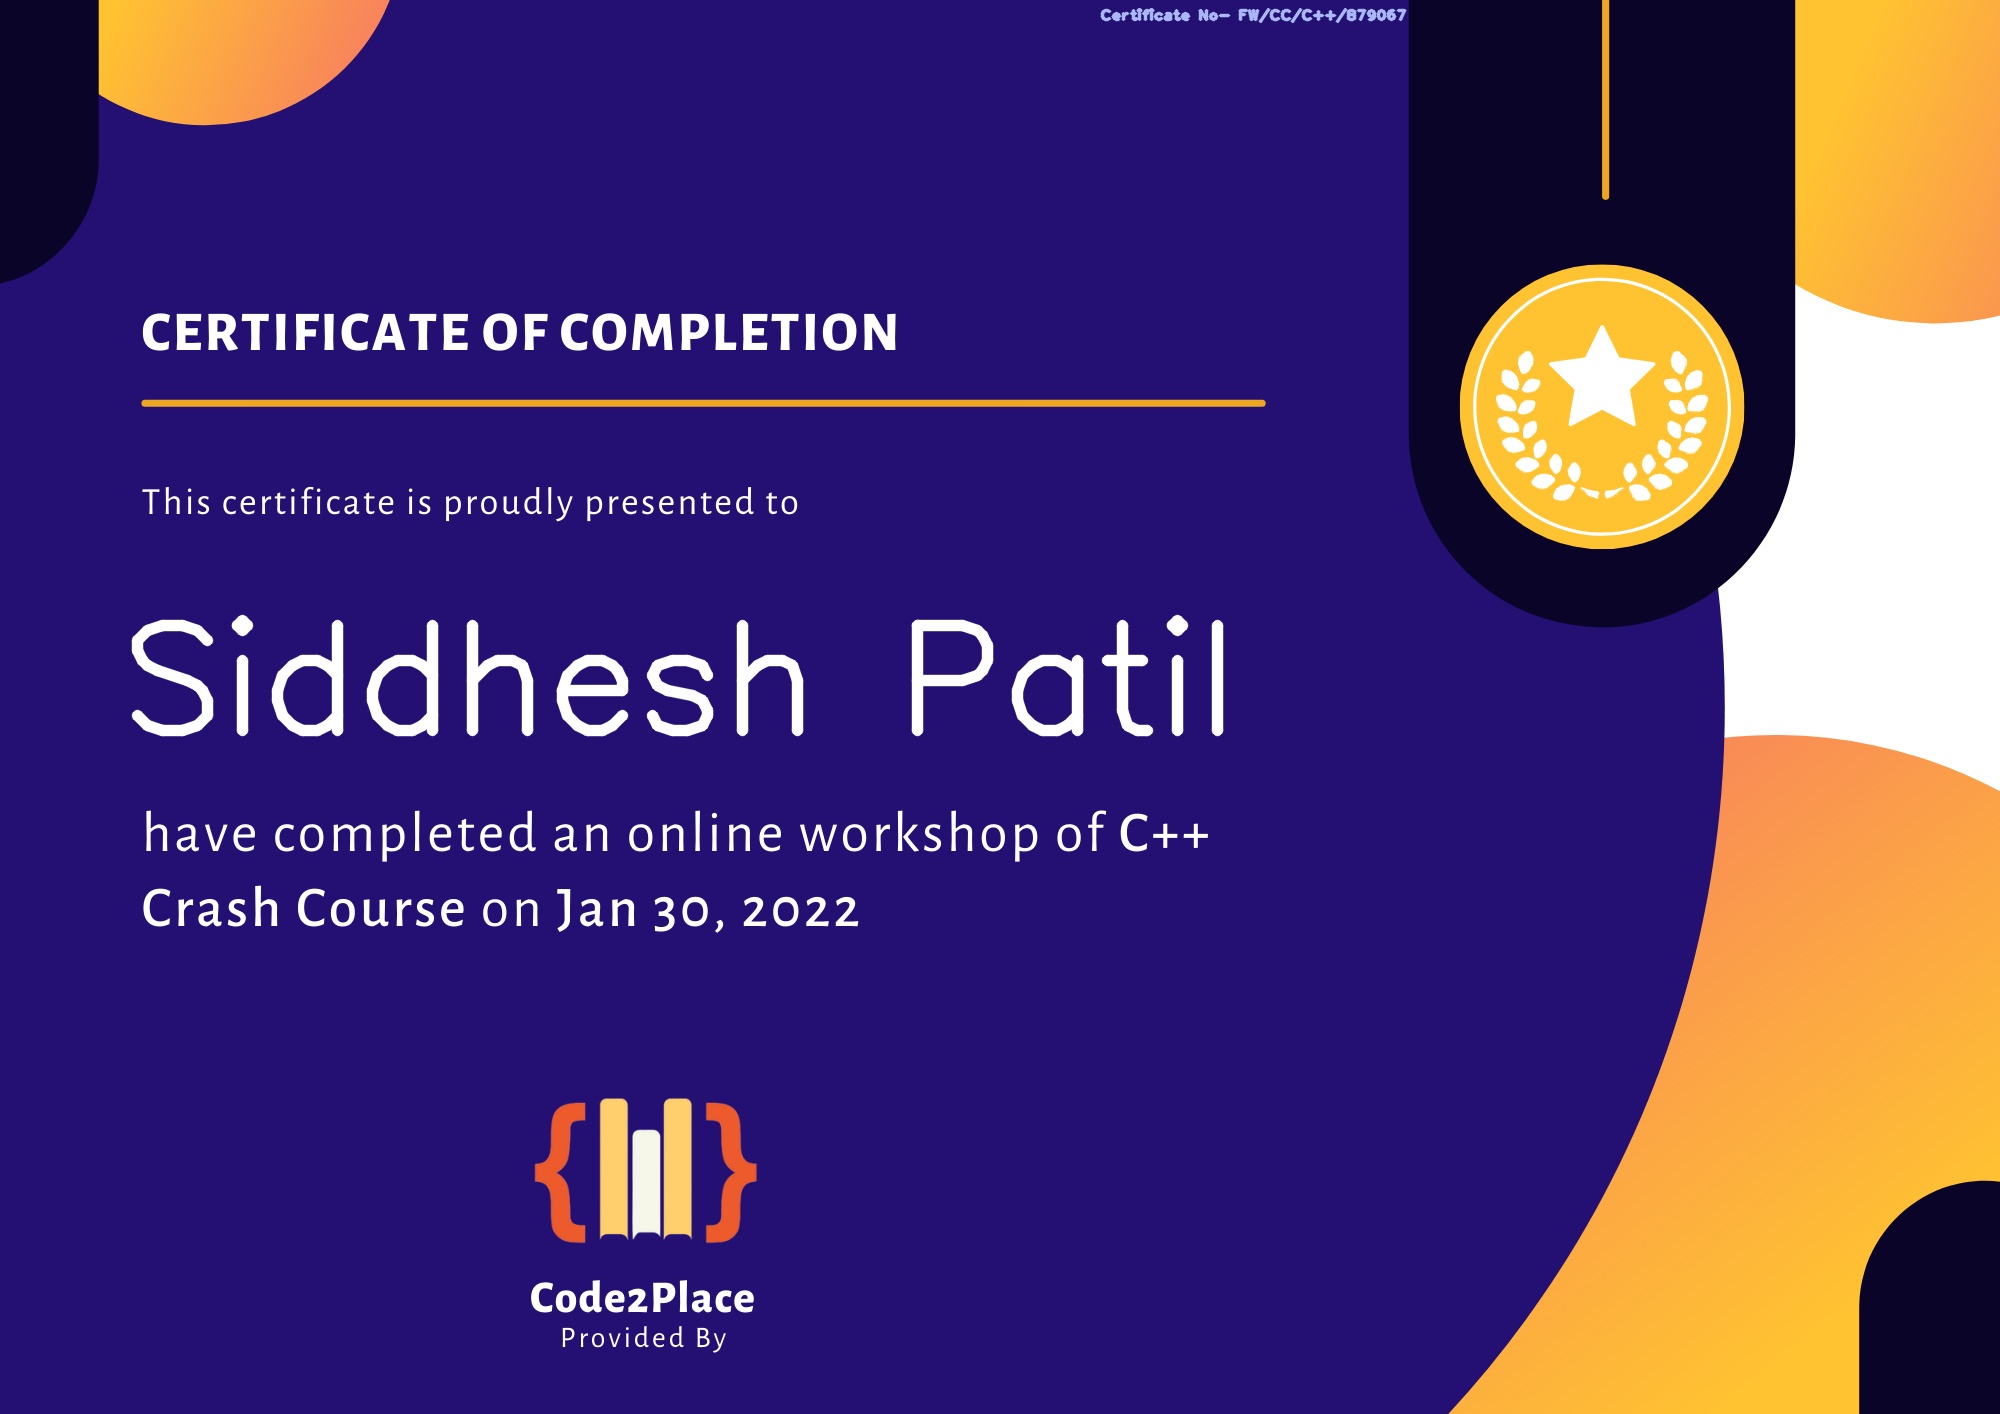 Certificate No- FW/CC/C++/879067
CERTIFICATE OF COMPLETION
This certificate is proudly presented to
Siddhesh Patil
have completed an online workshop of C++
Crash Course on Jan 30, 2022
Code2Place
Provided By